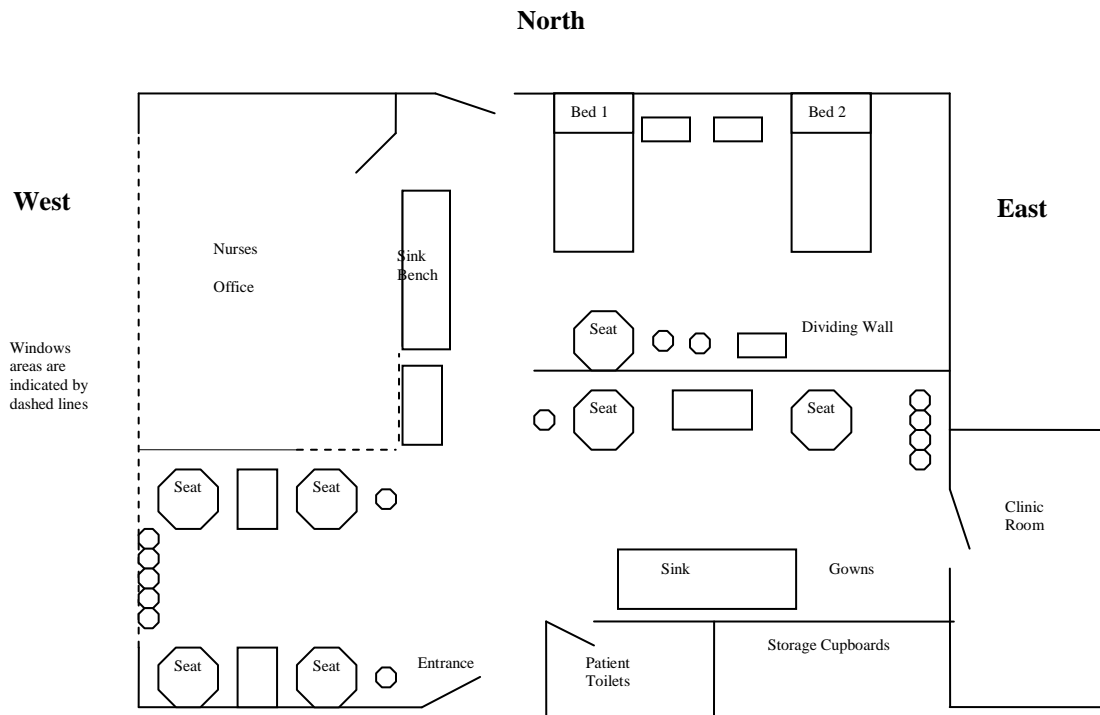 North
Bed 1
Bed 2
West
East
Nurses
Office
Sink
Bench
Seat
Dividing Wall
Windows
areas are
indicated by
dashed lines
Seat
Seat
Seat
Seat
Clinic
Room
Sink
Gowns
Seat
Seat
Entrance
Patient
Toilets
Storage Cupboards